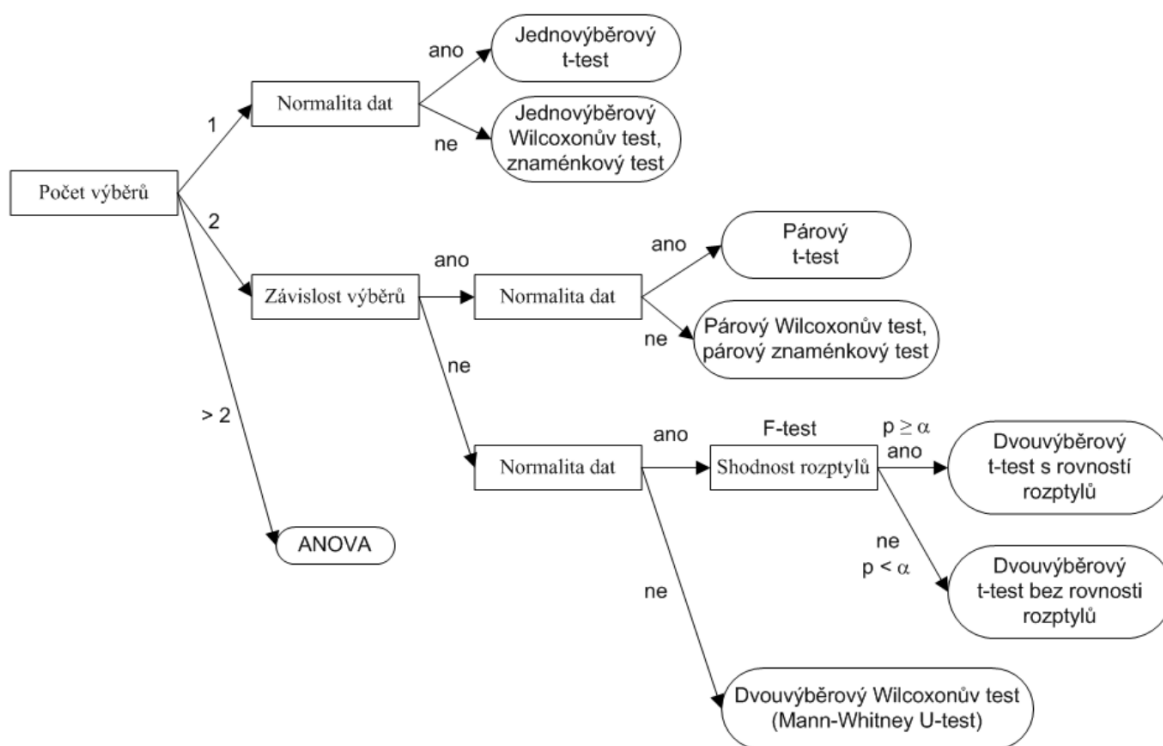 Jednovýběrový
t-test
ano
Normalita dat
1
ne
Jednovýběrový
Wilcoxonův test,
znaménkový test
Počet výběrů
2
> 2
Závislost výběrů
ano
Normalita dat
ano
Párový
t-test
ne
Párový Wilcoxonův test,
párový znaménkový test
ne
Normalita dat
ano
F-test
Shodnost rozptylů
p ≥ α
ano
Dvouvýběrový
t-test s rovností
rozptylů
ne
p < α
Dvouvýběrový
t-test bez rovnosti
rozptylů
ne
Dvouvýběrový Wilcoxonův test
(Mann-Whitney U-test)
ANOVA